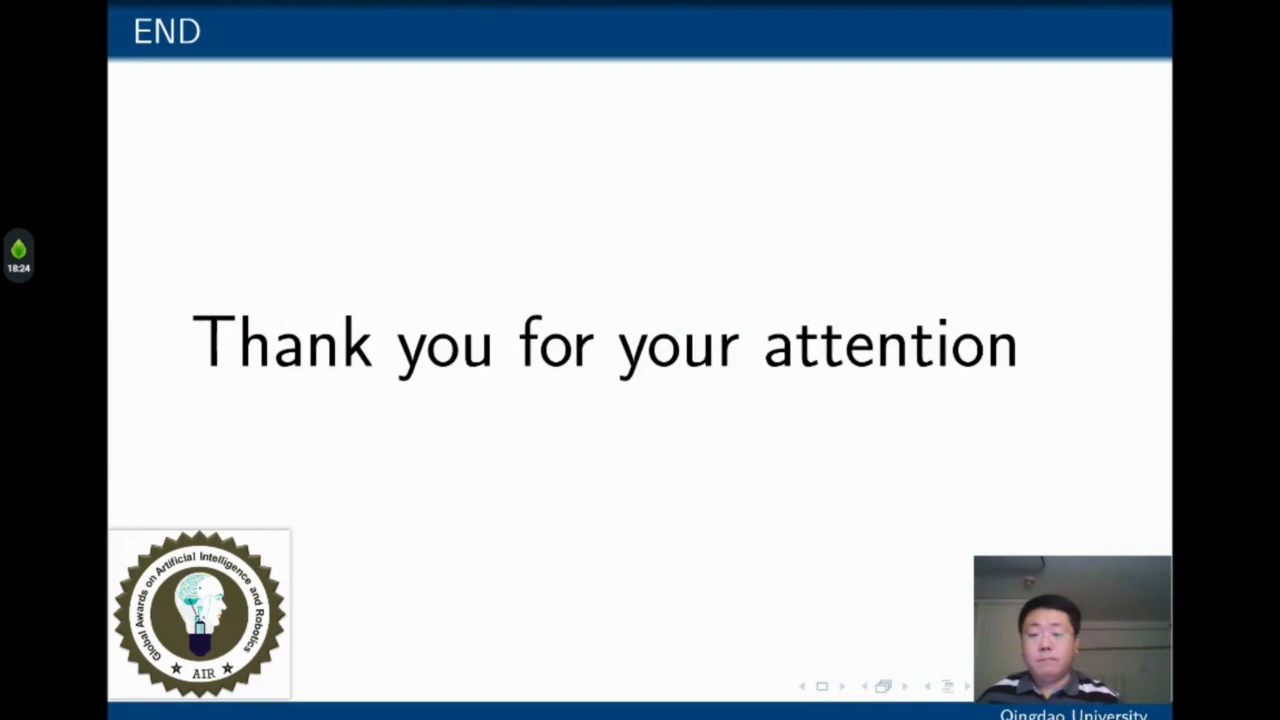 END
18:24
Thank you for your attention
Global Awards on Artificial Intelligence and Robotics
AIR
Qingdao University